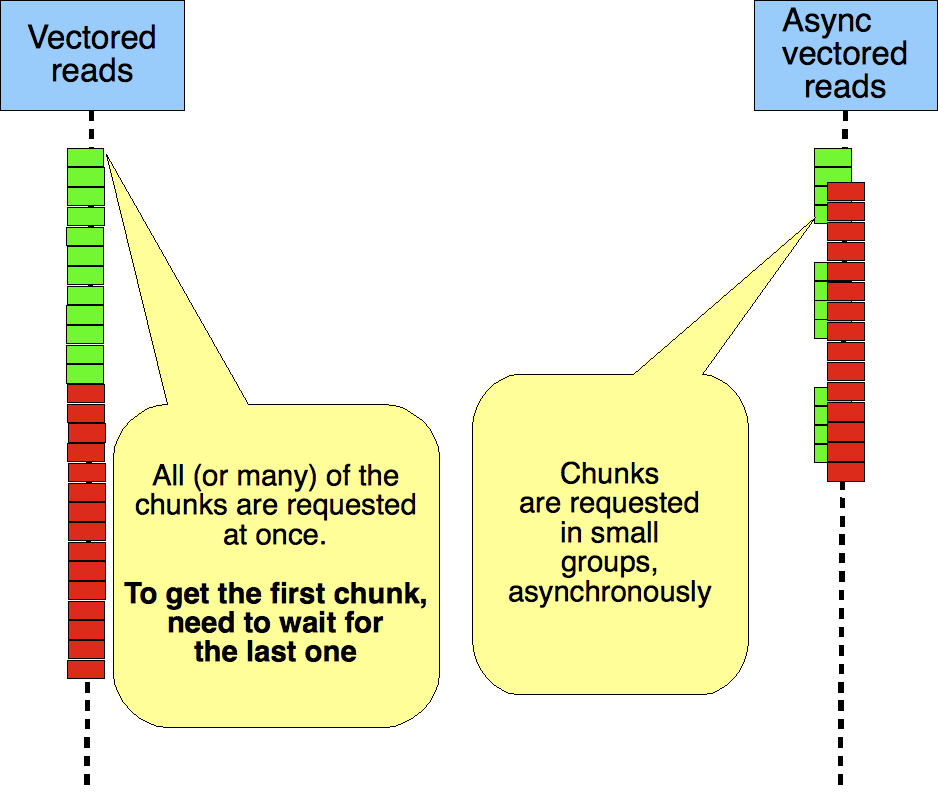 Vectored
reads
Async
vectored
reads
All (or many) of the
chunks are requested
at once.
To get the first chunk,
need to wait for
the last one
Chunks
are requested
in small
groups,
asynchronously